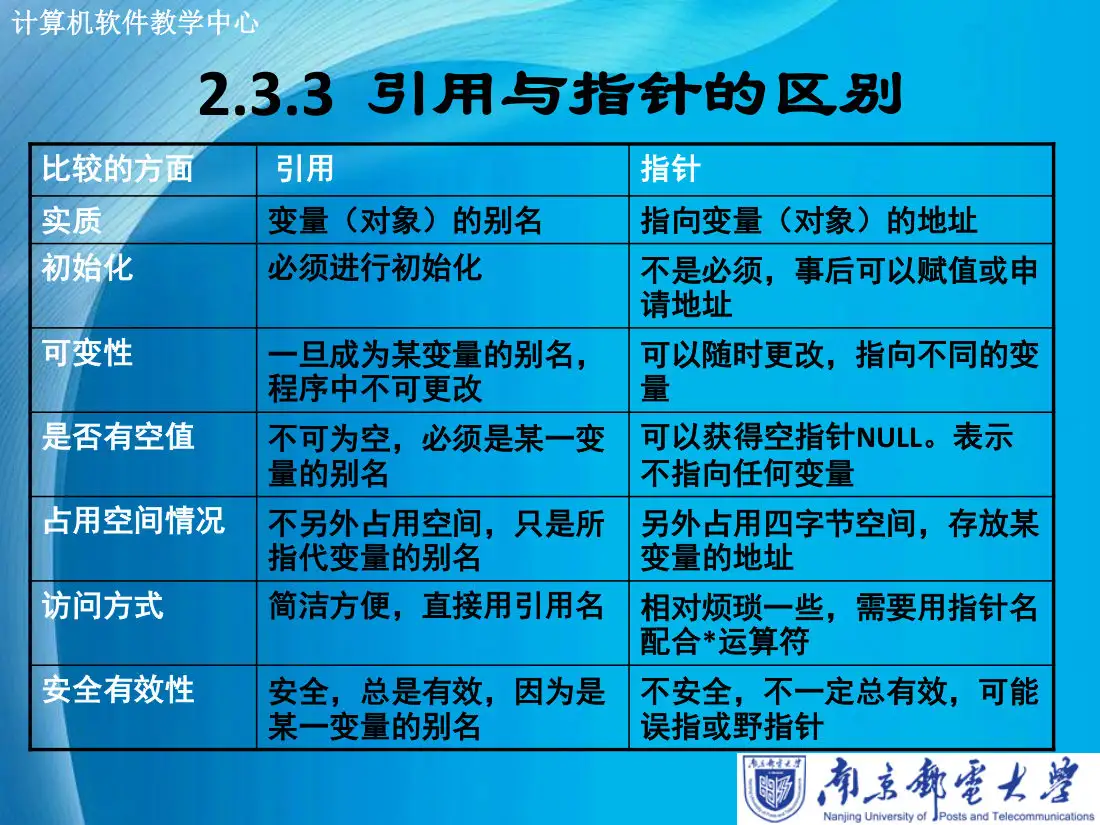 计算机软件教学中心
2.3.3 引用与指针的区别
比较的方面 引用 指针
实质 变量（对象）的别名 指向变量（对象）的地址
初始化 必须进行初始化 不是必须，事后可以赋值或申
请地址
可变性 一旦成为某变量的别名， 可以随时更改，指向不同的变
程序中不可更改 量
是否有空值 不可为空，必须是某一变 可以获得空指针NULL。表示
量的别名 不指向任何变量
占用空间情况 不另外占用空间，只是所 另外占用四字节空间，存放某
指代变量的别名 变量的地址
访问方式 简洁方便，直接用引用名 相对烦琐一些，需要用指针名
配合*运算符
安全有效性 安全，总是有效，因为是 不安全，不一定总有效，可能
某一变量的别名 误指或野指针
南京邮电大学
南京郵電大學
Nanjing University of Posts and Telecommunications